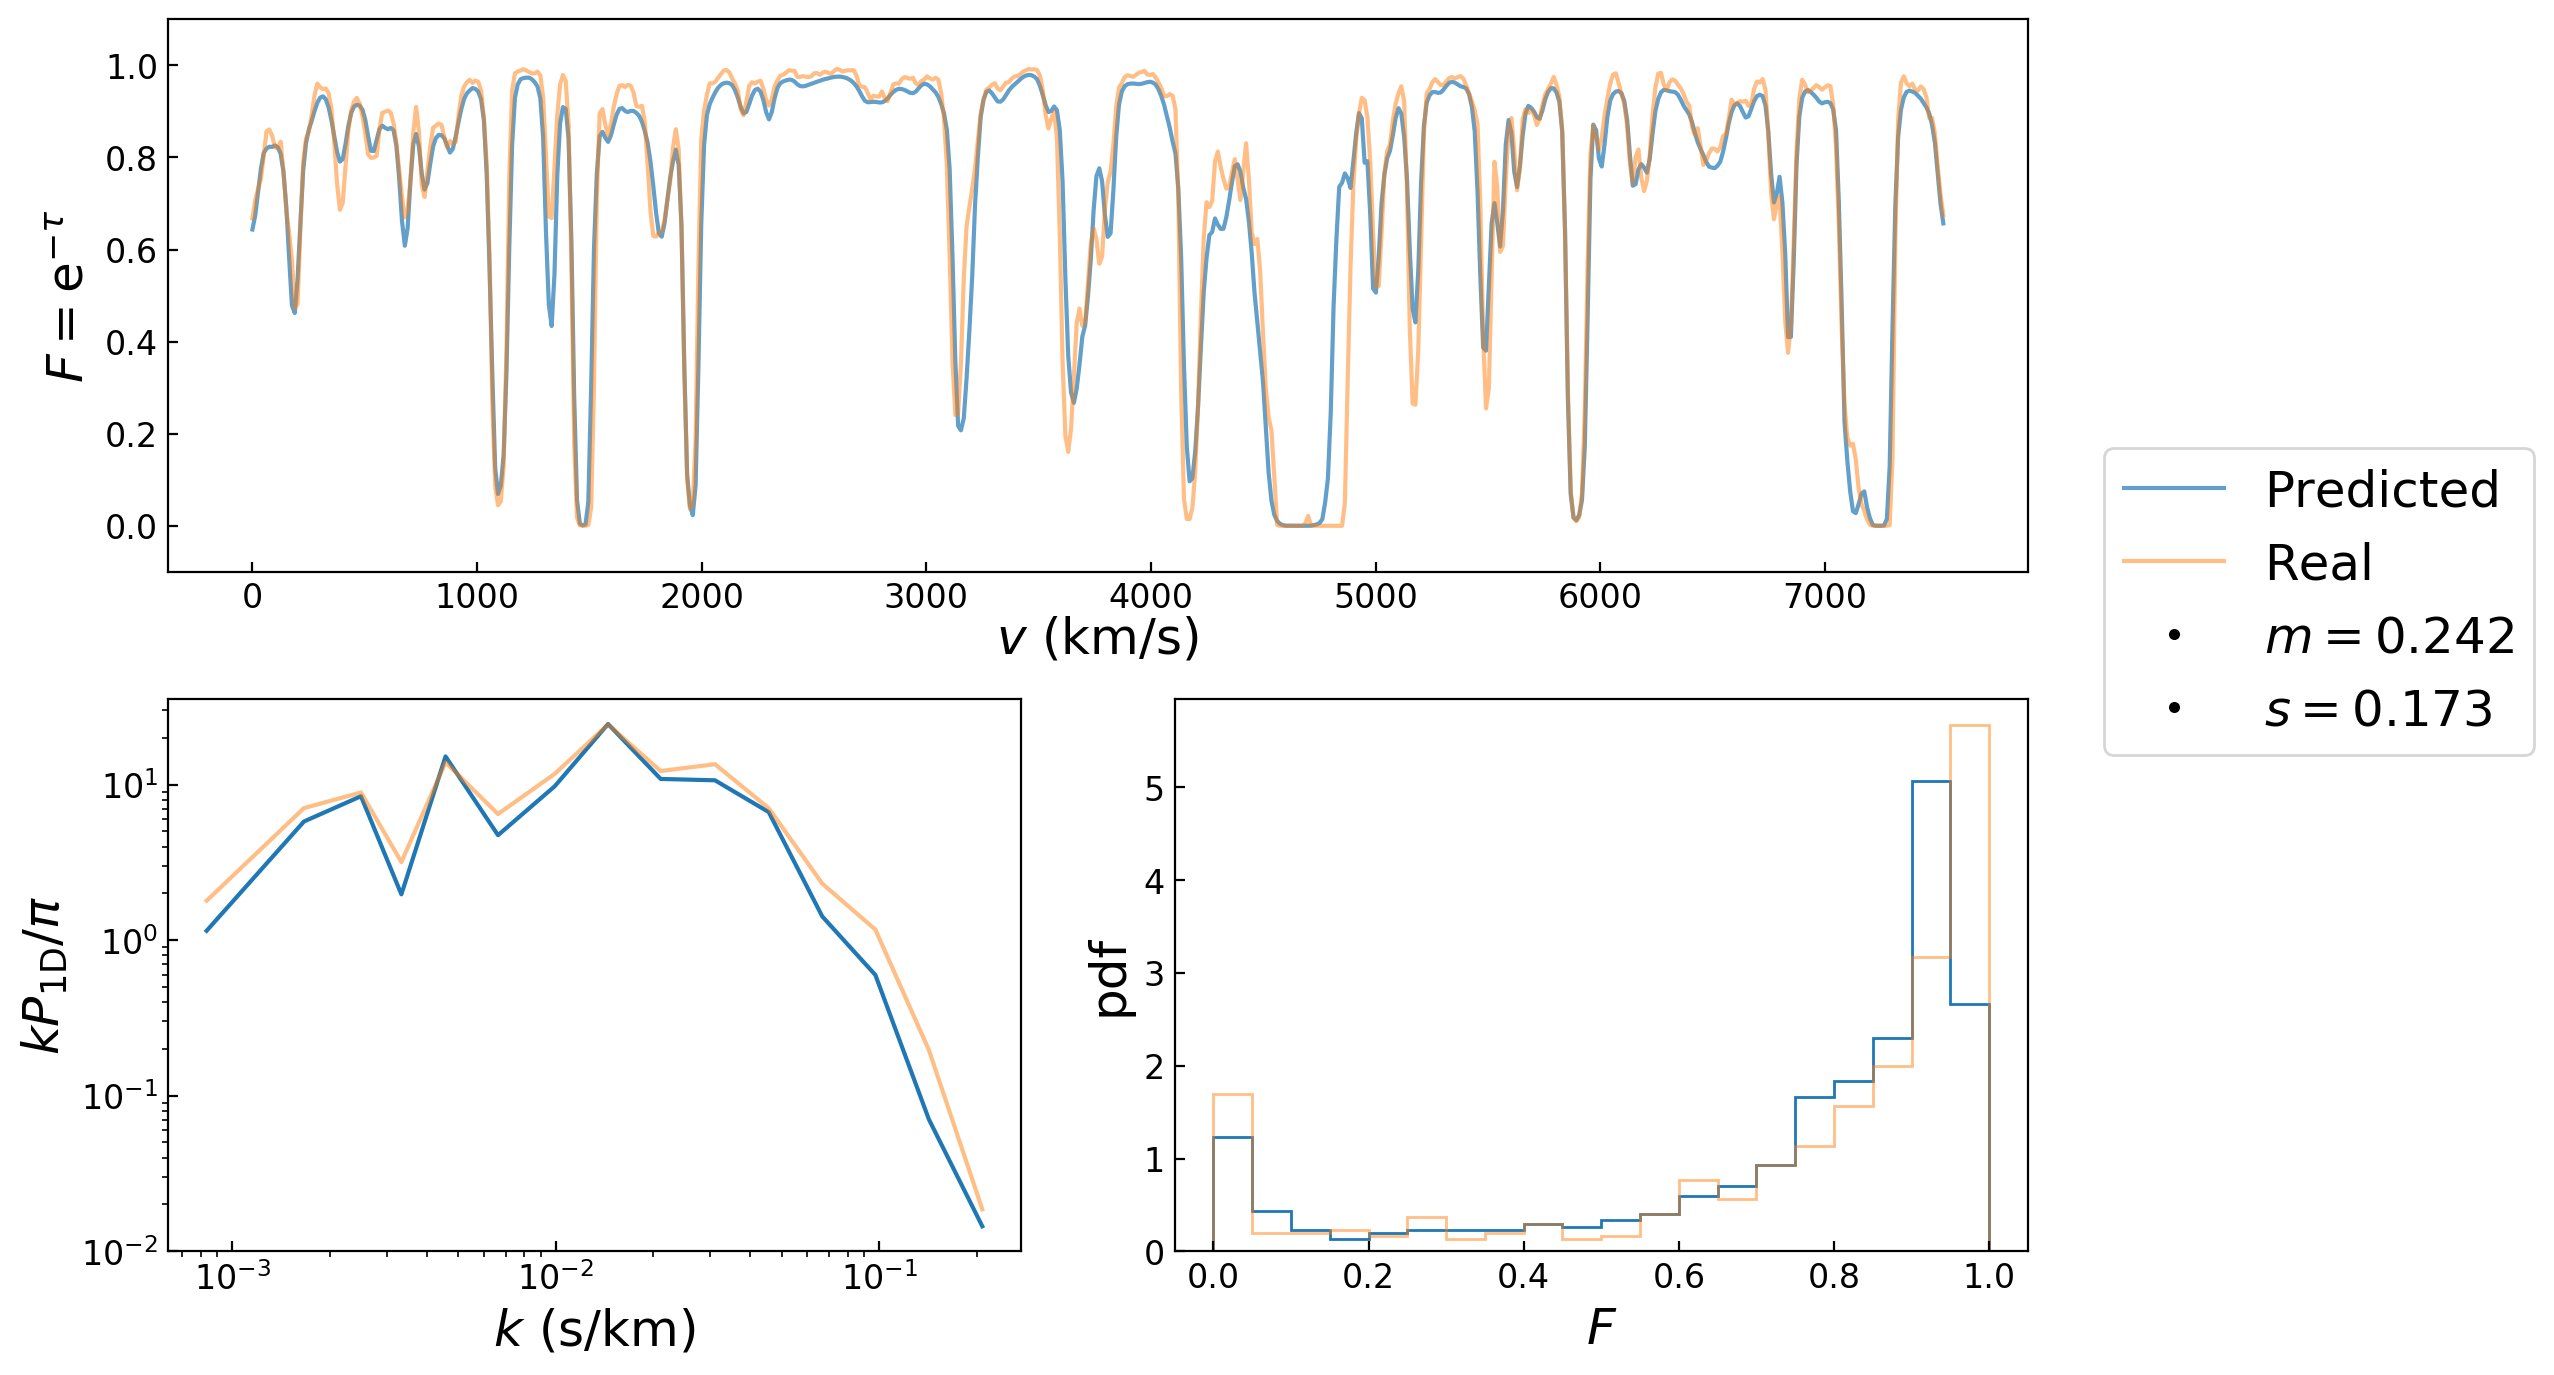 1.0
0.8
0.6
0.4
0.2
0.0
F = e^{-τ}
0 1000 2000 3000 4000 5000 6000 7000
v (km/s)
Predicted
Real
m = 0.242
s = 0.173
10^1
10^0
10^{-1}
10^{-2}
kP_{1D}/π
10^{-3} 10^{-2} 10^{-1}
k (s/km)
5
4
3
2
1
0
pdf
0.0 0.2 0.4 0.6 0.8 1.0
F